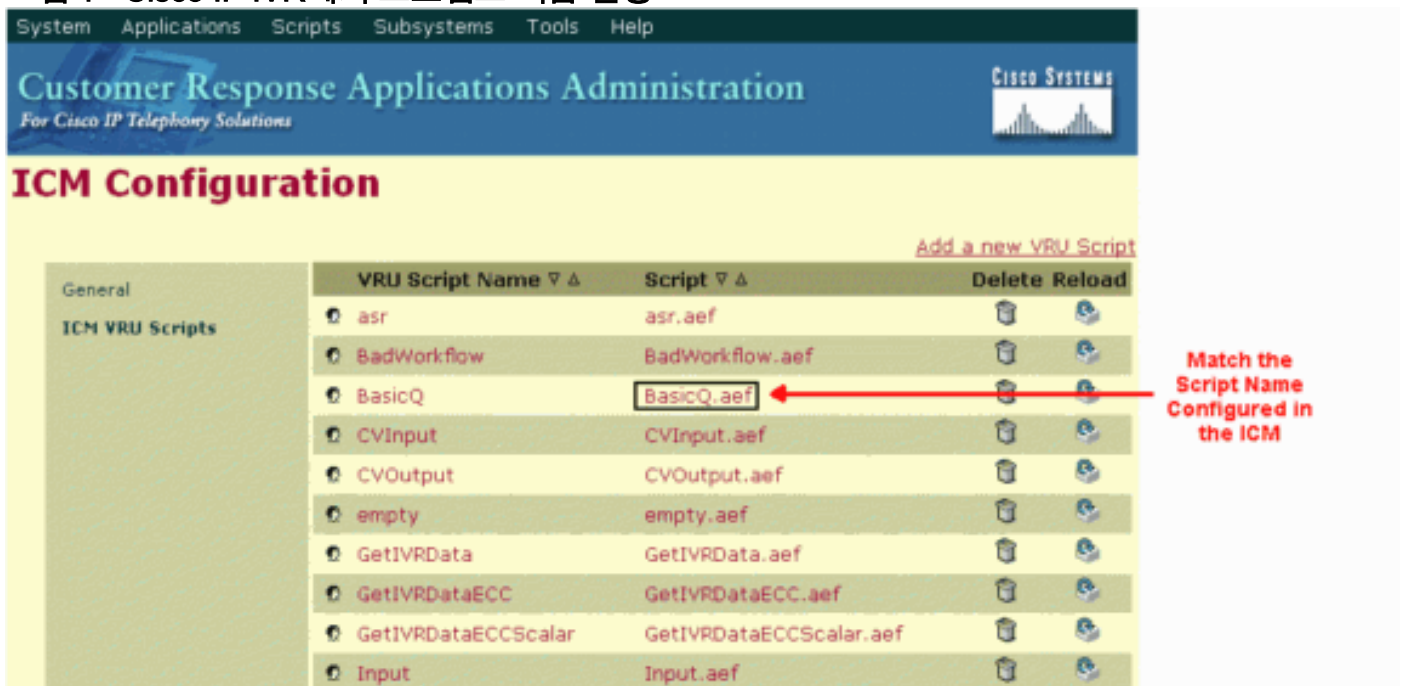 System Applications Scripts Subsystems Tools Help
Customer Response Applications Administration
For Cisco IP Telephony Solutions
CISCO SYSTEMS
ICM Configuration
Add a new VRU Script
General
ICM VRU Scripts
VRU Script Name Script Delete Reload
asr asr.aef
BadWorkflow BadWorkflow.aef
BasicQ BasicQ.aef
CVInput CVInput.aef
CVOutput CVOutput.aef
empty empty.aef
GetIVRData GetIVRData.aef
GetIVRDataECC GetIVRDataECC.aef
GetIVRDataECCScalar GetIVRDataECCScalar.aef
Input Input.aef
Match the
Script Name
Configured in
the ICM